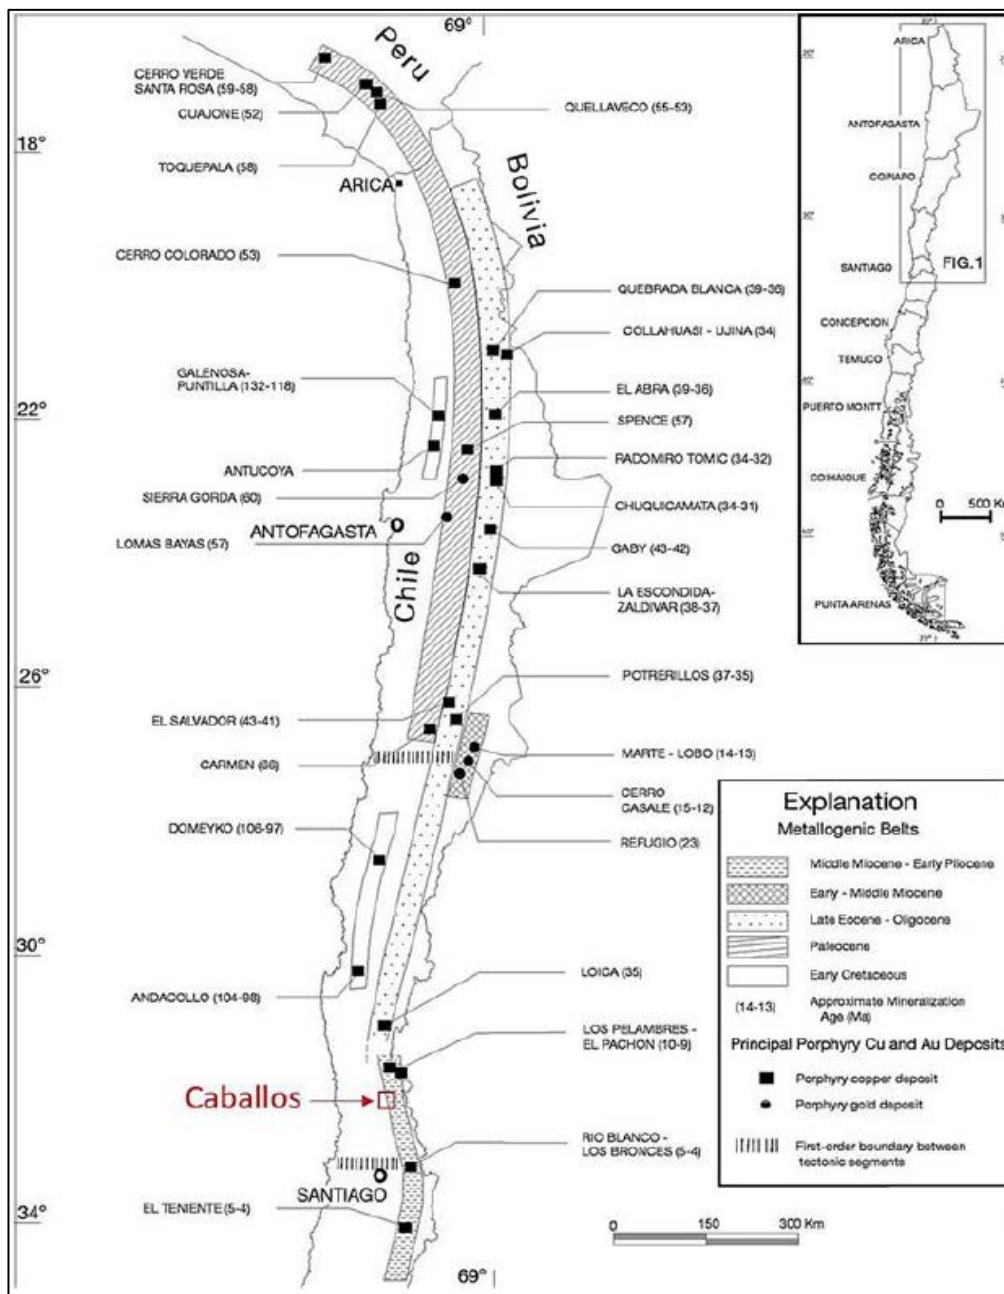 69°
Peru
CERRO VERDE
SANTA ROSA (59-58)
CUAJONE (52)
QUELLAVECO (55-53)
18°
TOQUEPALA (58)
ARICA
Bolivia
CERRO COLORADO (53)
QUEBRADA BLANCA (39-36)
COLLAHUASI - UJINA (34)
GALENOSA-
PUNTILLA (132-118)
EL ABRA (39-36)
22°
SPENCE (57)
ANTUCOYA
RADOMIRO TOMIC (34-32)
SIERRA GORDA (60)
CHUQUICAMATA (34-31)
ANTOFAGASTA
LOMAS BAYAS (57)
GABY (43-42)
Chile
LA ESCONDIDA-
ZALDIVAR (38-37)
26°
POTRERILLOS (37-35)
EL SALVADOR (43-41)
MARTE - LOBO (14-13)
CARMEN (66)
CERRO
CASALE (15-12)
DOMEYKO (106-97)
REFUGIO (23)
30°
LOICA (35)
ANDACOLLO (104-98)
LOS PELAMBRES -
EL PACHON (10-9)
Caballos
RIO BLANCO -
LOS BRONCES (5-4)
SANTIAGO
EL TENIENTE (5-4)
34°
0 150 300 Km
69°
ARICA
ANTOFAGASTA
COPIAPO
SANTIAGO
FIG.1
CONCEPCION
TEMUCO
PUERTO MONTT
COIHAIQUE
0 500 Km
PUNTA ARENAS
Explanation
Metallogenic Belts
Middle Miocene - Early Pliocene
Early - Middle Miocene
Late Eocene - Oligocene
Paleocene
Early Cretaceous
(14-13) Approximate Mineralization
Age (Ma)
Principal Porphyry Cu and Au Deposits
Porphyry copper deposit
Porphyry gold deposit
First-order boundary between
tectonic segments